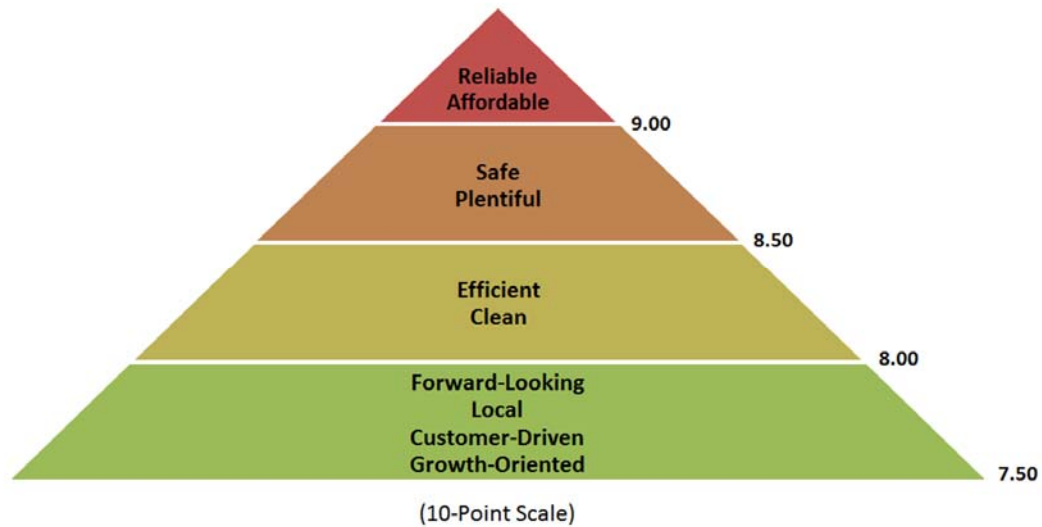 Reliable
Affordable
9.00
Safe
Plentiful
8.50
Efficient
Clean
8.00
Forward-Looking
Local
Customer-Driven
Growth-Oriented
7.50
(10-Point Scale)